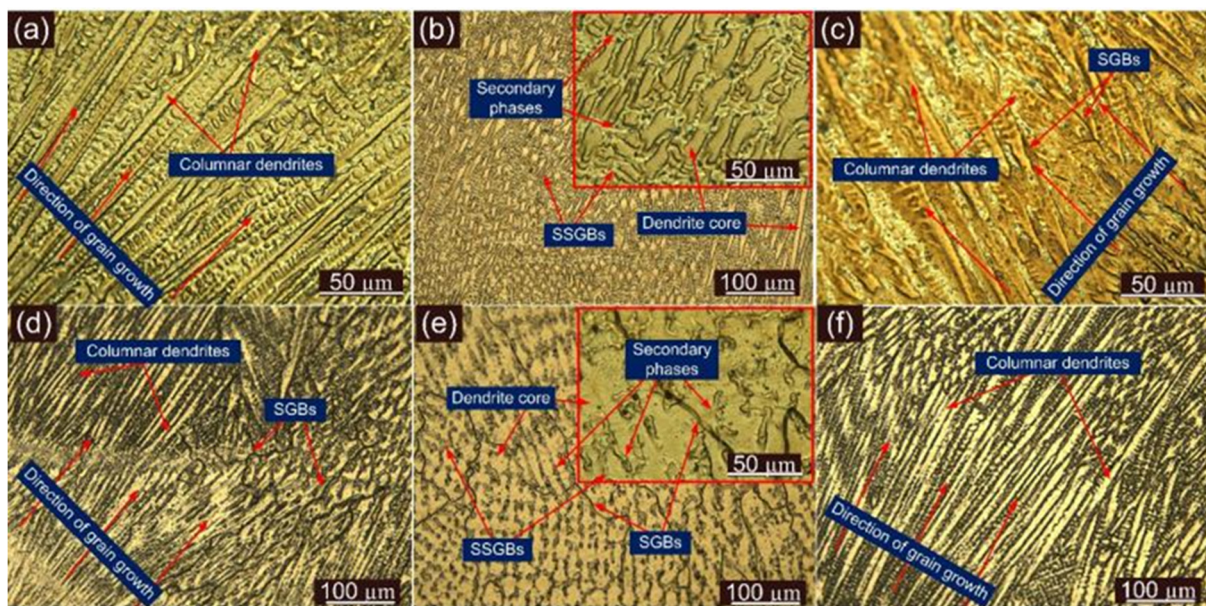 (a)
Columnar dendrites
Direction of grain growth
50 µm
(b)
Secondary
phases
50 µm
SSGBs
Dendrite core
100 µm
(c)
SGBs
Columnar dendrites
Direction of grain growth
50 µm
(d)
Columnar dendrites
SGBs
Direction of grain growth
100 µm
(e)
Secondary
phases
Dendrite core
50 µm
SSGBs
SGBs
100 µm
(f)
Columnar dendrites
Direction of grain growth
100 µm